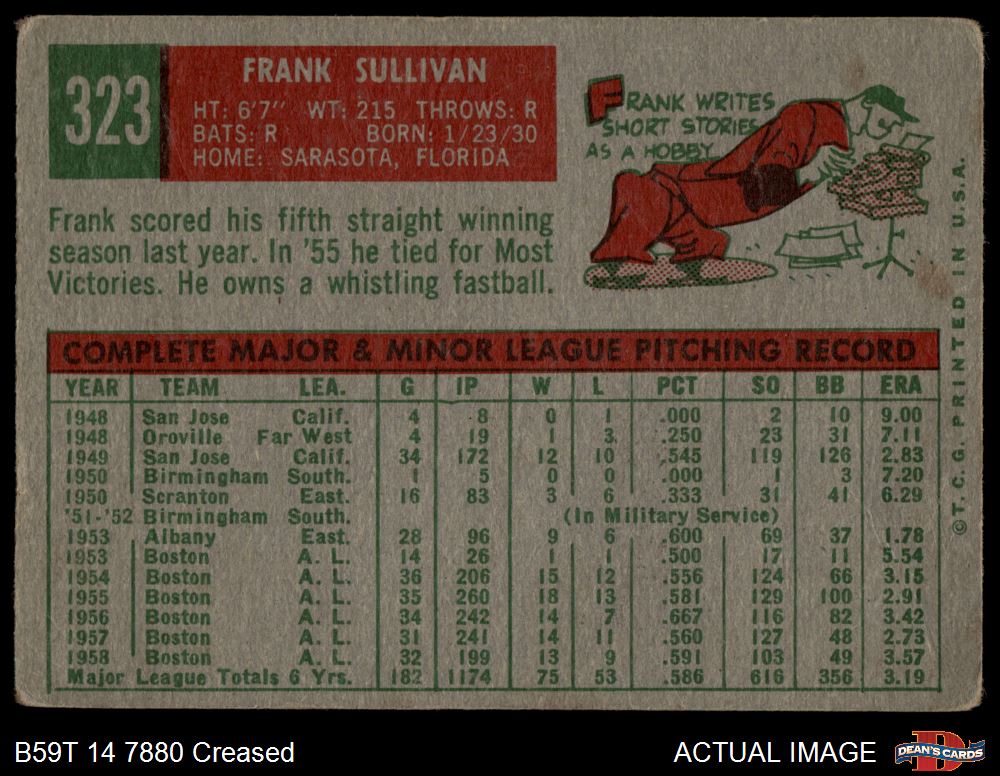 323
FRANK SULLIVAN
HT: 6'7" WT: 215 THROWS: R
BATS: R BORN: 1/23/30
HOME: SARASOTA, FLORIDA
FRANK WRITES
SHORT STORIES
AS A HOBBY
Frank scored his fifth straight winning
season last year. In '55 he tied for Most
Victories. He owns a whistling fastball.
COMPLETE MAJOR & MINOR LEAGUE PITCHING RECORD
YEAR TEAM LEA. G IP W L PCT SO BB ERA
1948 San Jose Calif. 4 8 0 1 .000 2 10 9.00
1948 Oroville Far West 4 19 1 3 .250 23 31 7.11
1949 San Jose Calif. 34 172 12 10 .545 119 126 2.83
1950 Birmingham South. 1 5 0 0 .000 1 3 7.20
1950 Scranton East. 16 83 3 6 .333 31 41 6.29
'51-'52 Birmingham South. (In Military Service)
1953 Albany East. 28 96 9 6 .600 69 37 1.78
1953 Boston A. L. 14 26 1 1 .500 17 11 5.54
1954 Boston A. L. 36 206 15 12 .556 124 66 3.15
1955 Boston A. L. 35 260 18 13 .581 129 100 2.91
1956 Boston A. L. 34 242 14 7 .667 116 82 3.42
1957 Boston A. L. 31 241 14 11 .560 127 48 2.73
1958 Boston A. L. 32 199 13 9 .591 103 49 3.57
Major League Totals 6 Yrs. 182 1174 75 53 .586 616 356 3.19
©T. C. G. PRINTED IN U.S.A.
B59T 14 7880 Creased
ACTUAL IMAGE
DEAN'S CARDS